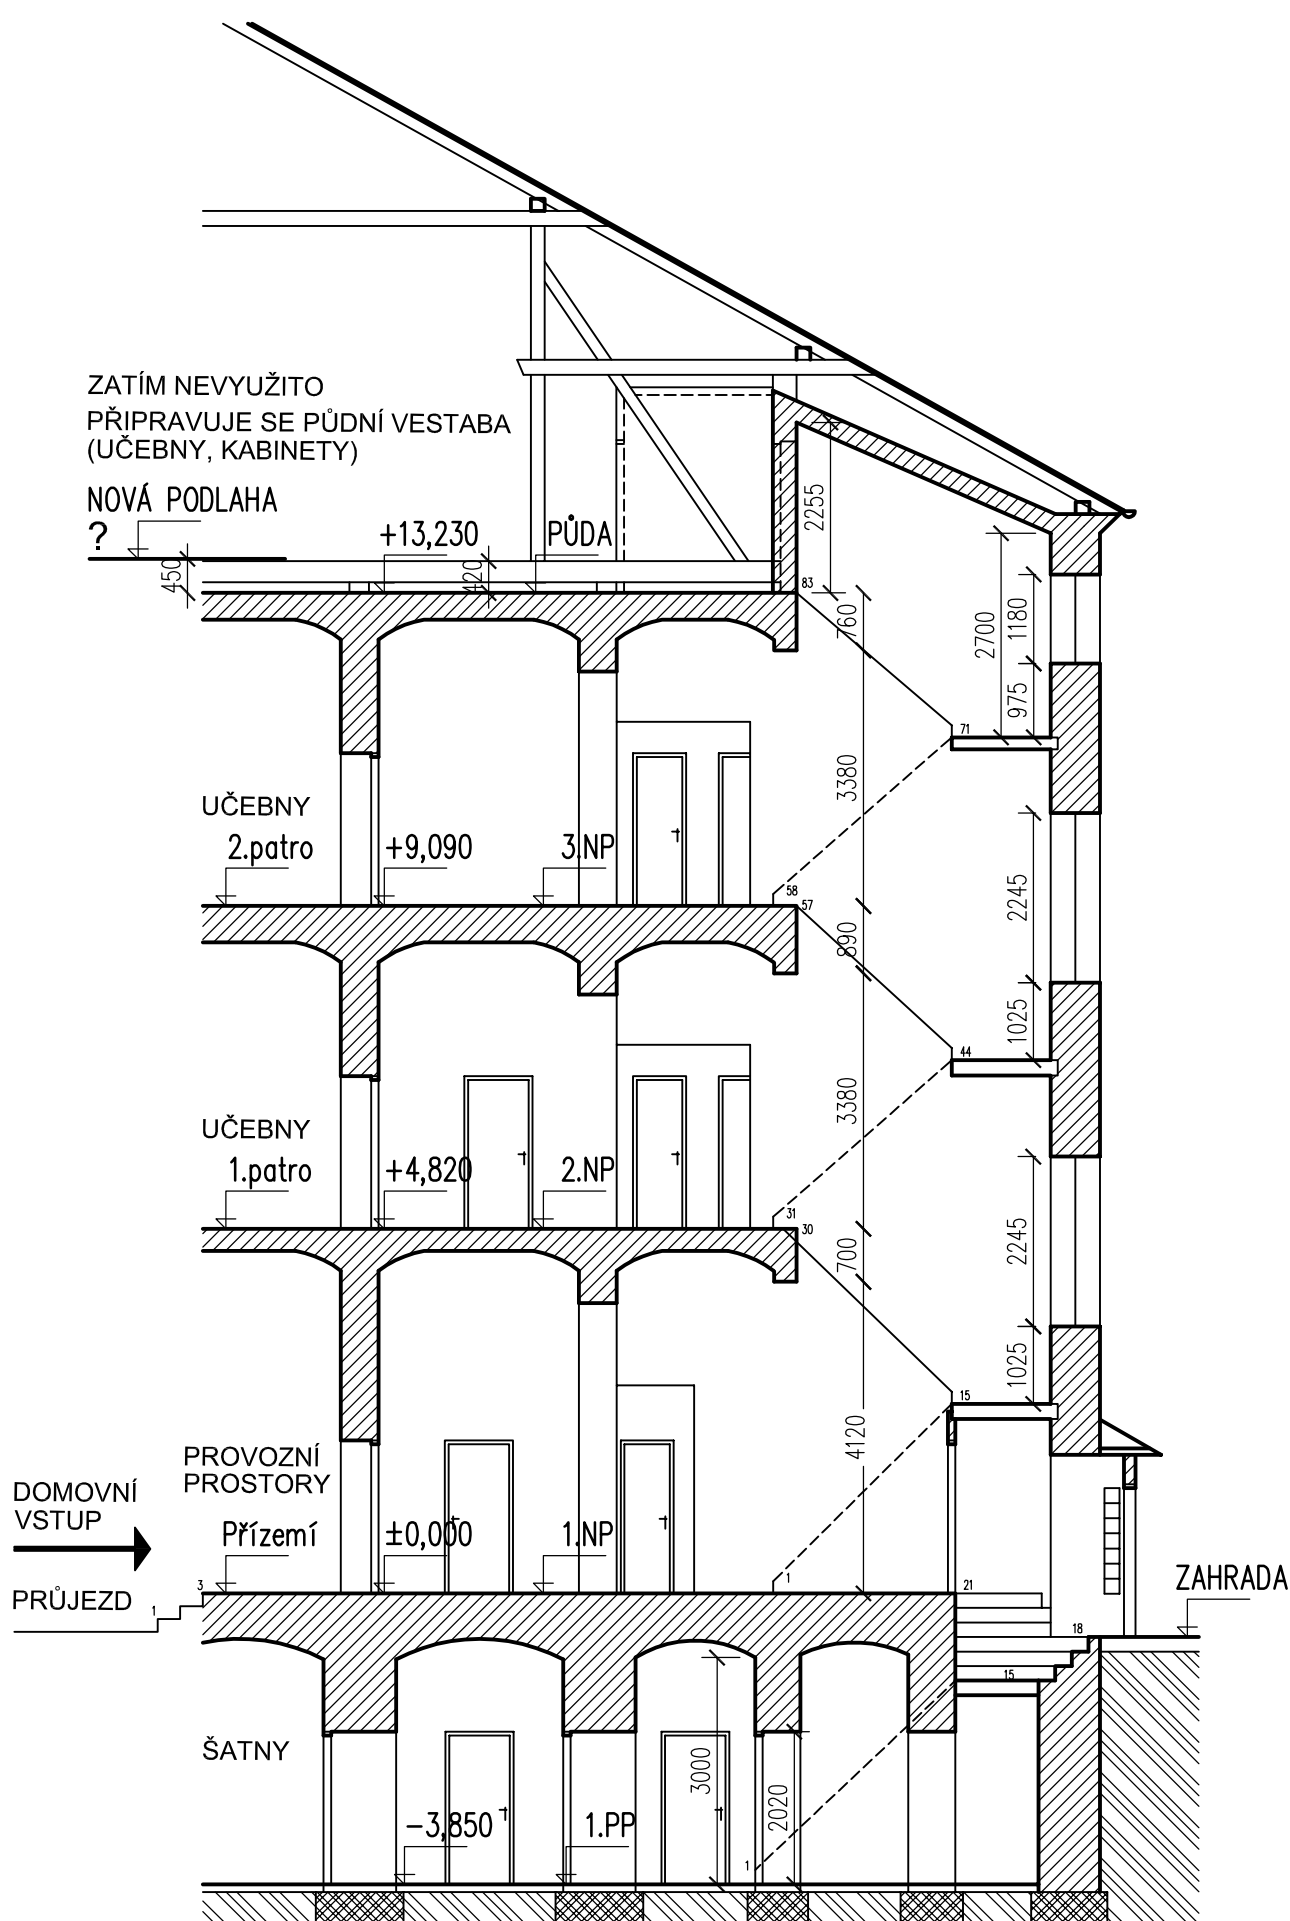 ZATÍM NEVYUŽITO
PŘIPRAVUJE SE PŮDNÍ VESTABA
(UČEBNY, KABINETY)
NOVÁ PODLAHA
?
450
+13,230
420
PŮDA
2255
83
760
2700
1180
975
71
3380
UČEBNY
2.patro
+9,090
3.NP
58
57
890
2245
1025
44
3380
UČEBNY
1.patro
+4,820
2.NP
31
30
700
2245
1025
15
4120
PROVOZNÍ
PROSTORY
DOMOVNÍ
VSTUP
Přízemí
±0,000
1.NP
PRŮJEZD
1
3
1
21
ZAHRADA
18
15
ŠATNY
3000
2020
-3,850
1.PP
1